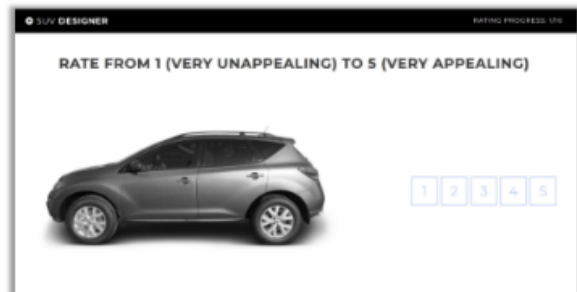 SUV DESIGNER
RATING PROGRESS: 1/10
RATE FROM 1 (VERY UNAPPEALING) TO 5 (VERY APPEALING)
1 2 3 4 5